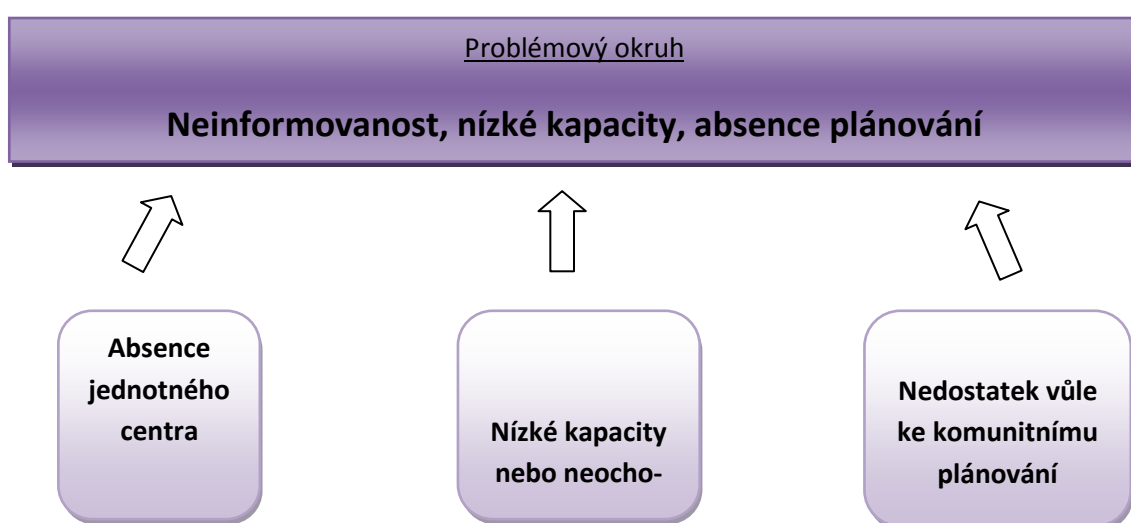 Problémový okruh
Neinformovanost, nízké kapacity, absence plánování
Absence
jednotného
centra
Nízké kapacity
nebo neocho-
Nedostatek vůle
ke komunitnímu
plánování